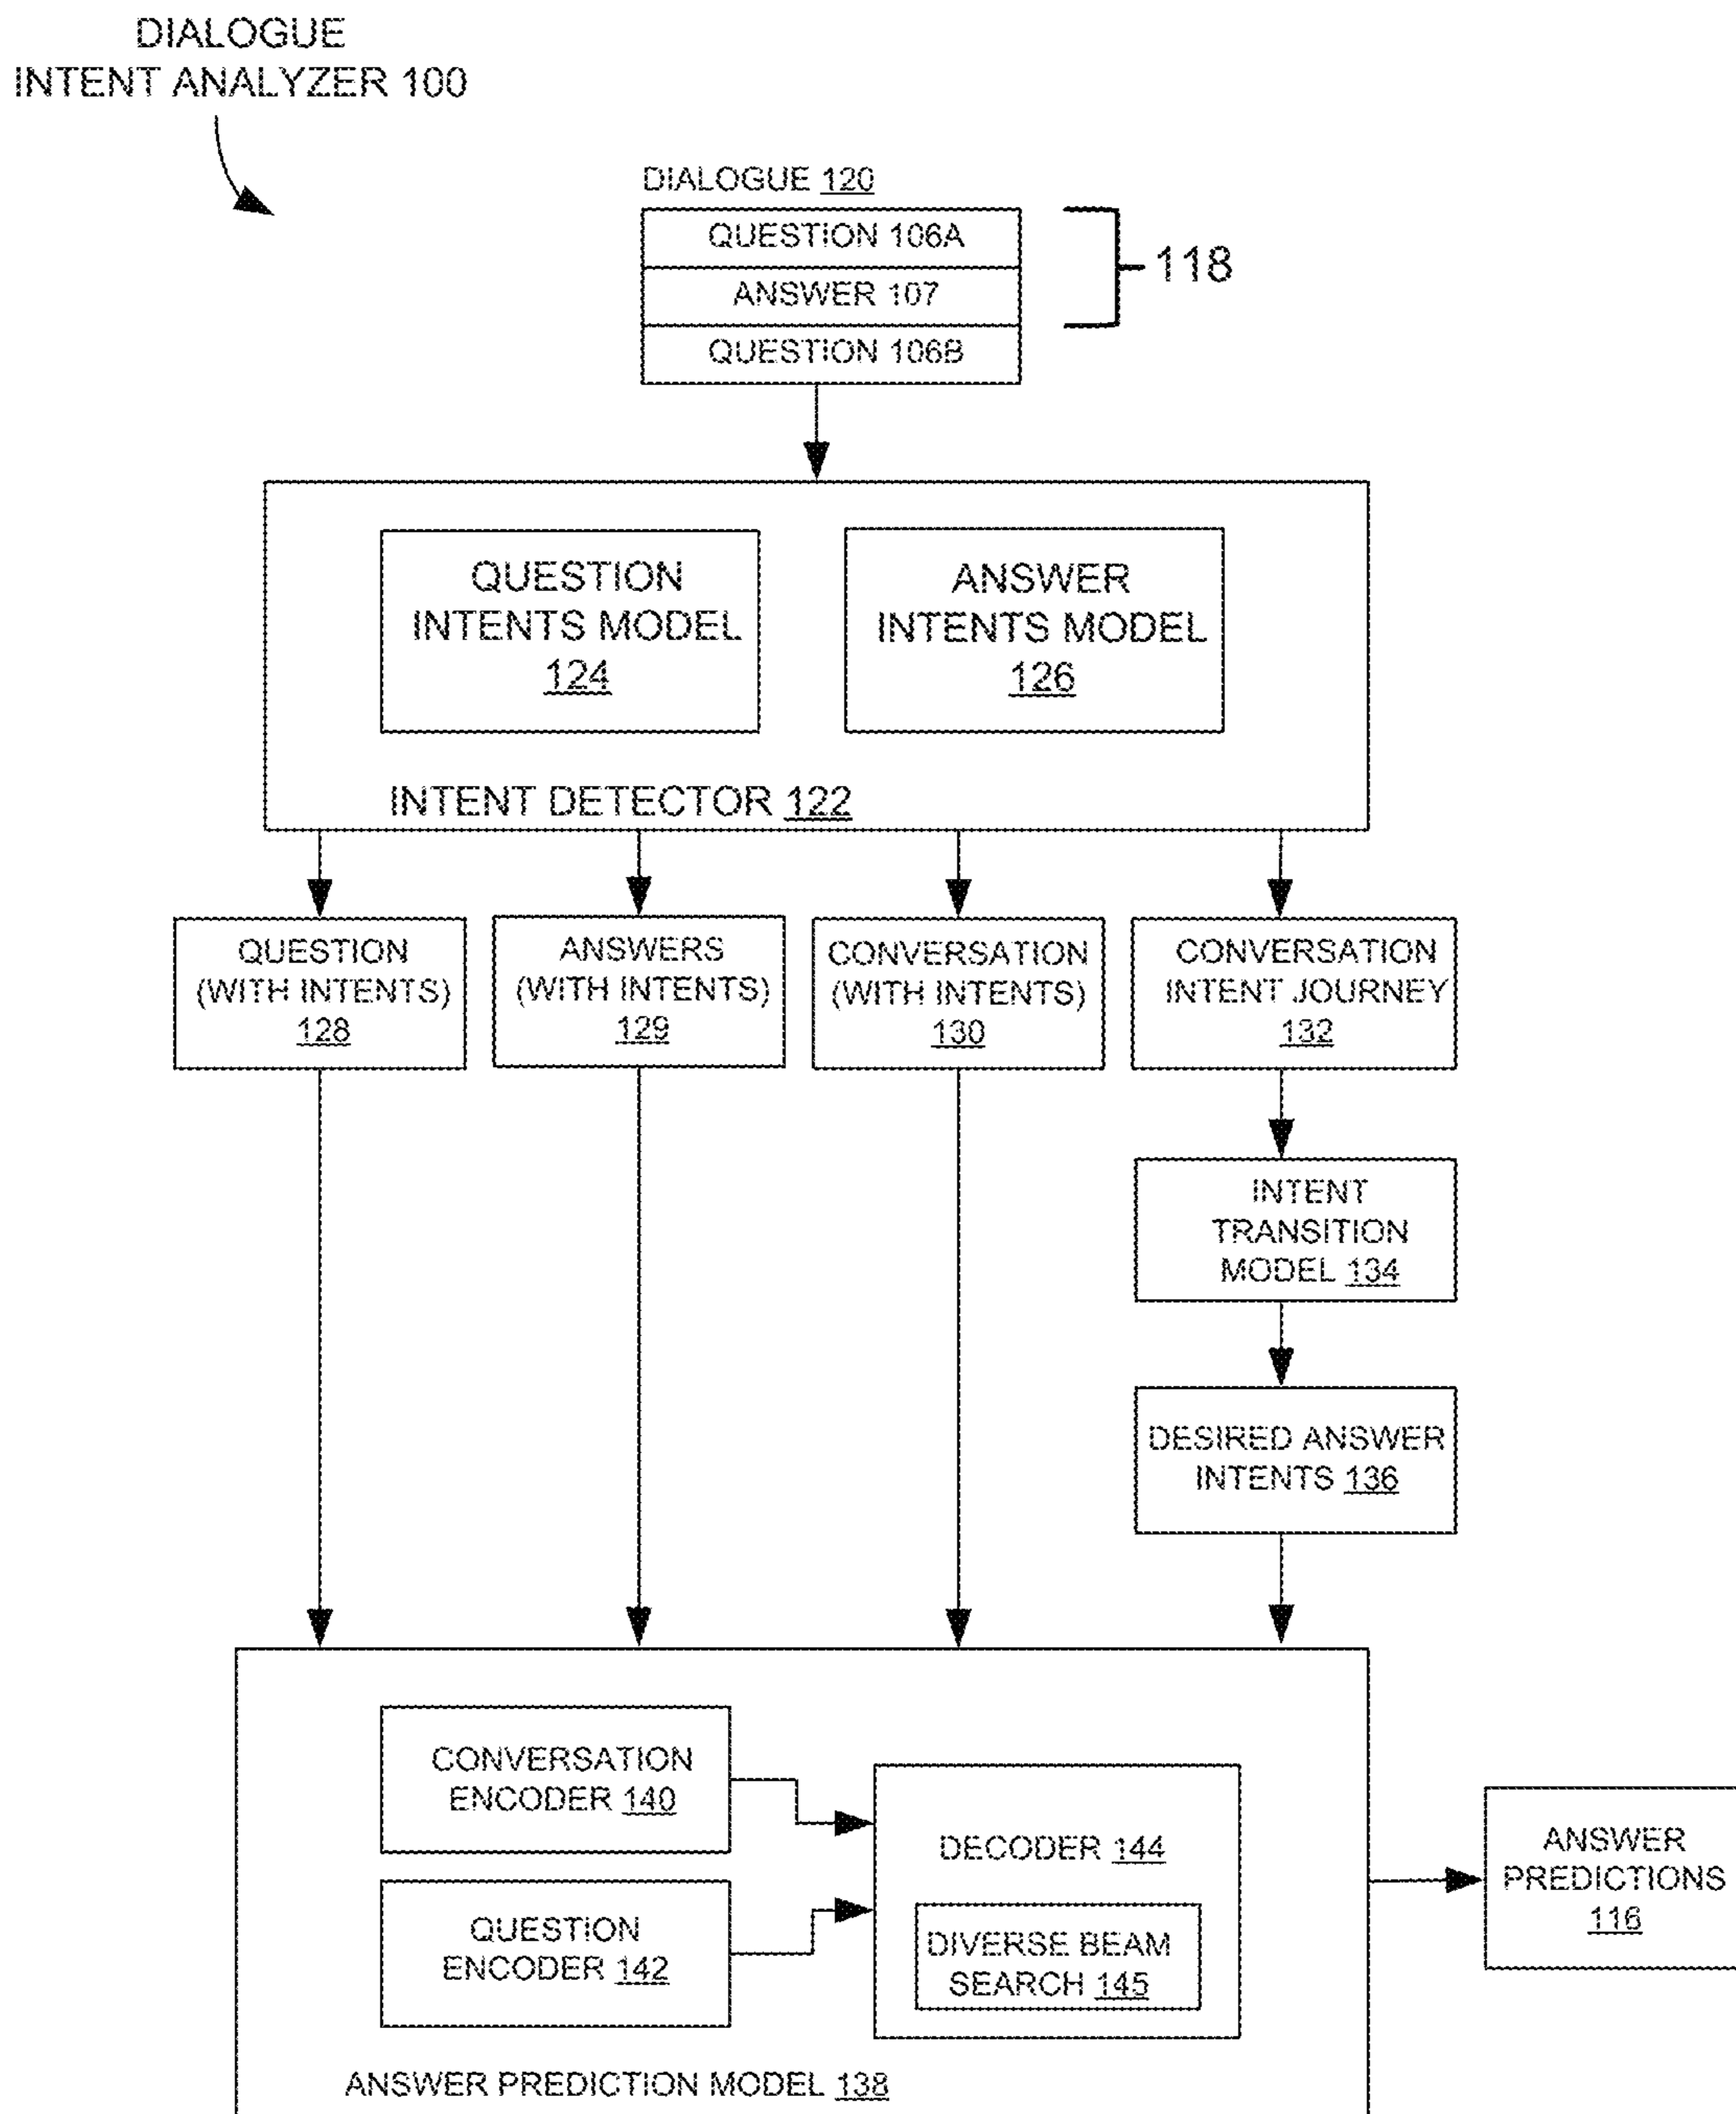 DIALOGUE
INTENT ANALYZER 100
DIALOGUE 120
QUESTION 106A
ANSWER 107
QUESTION 106B
118
QUESTION
INTENTS MODEL
124
ANSWER
INTENTS MODEL
126
INTENT DETECTOR 122
QUESTION
(WITH INTENTS)
128
ANSWERS
(WITH INTENTS)
129
CONVERSATION
(WITH INTENTS)
130
CONVERSATION
INTENT JOURNEY
132
INTENT
TRANSITION
MODEL 134
DESIRED ANSWER
INTENTS 136
CONVERSATION
ENCODER 140
QUESTION
ENCODER 142
DECODER 144
DIVERSE BEAM
SEARCH 145
ANSWER PREDICTION MODEL 138
ANSWER
PREDICTIONS
116